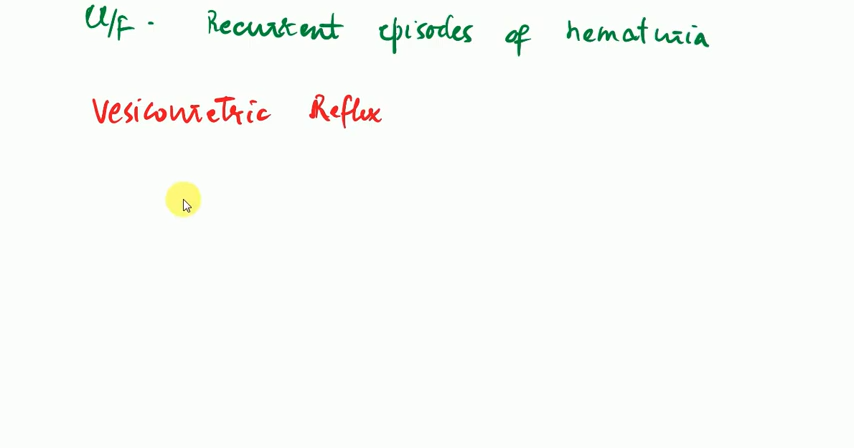 C/F. Recurrent episodes of hematuria
Vesicouretric Reflux